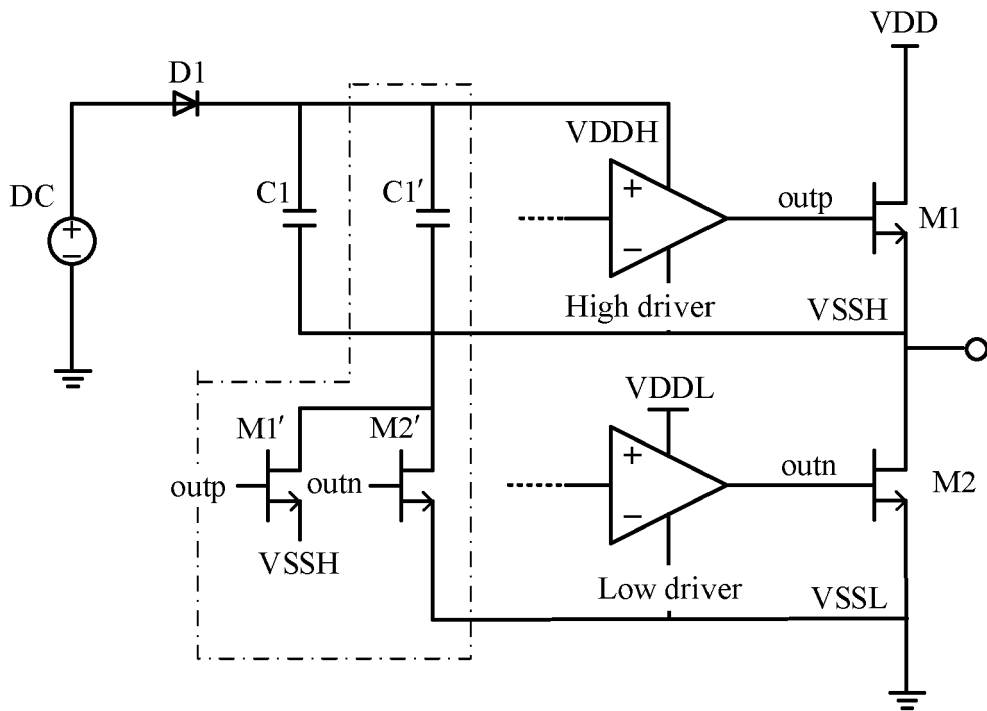 VDD
D1
VDDH
DC
C1
C1′
outp
M1
High driver
VSSH
VDDL
M1′
M2′
outp
outn
outn
M2
VSSH
Low driver
VSSL